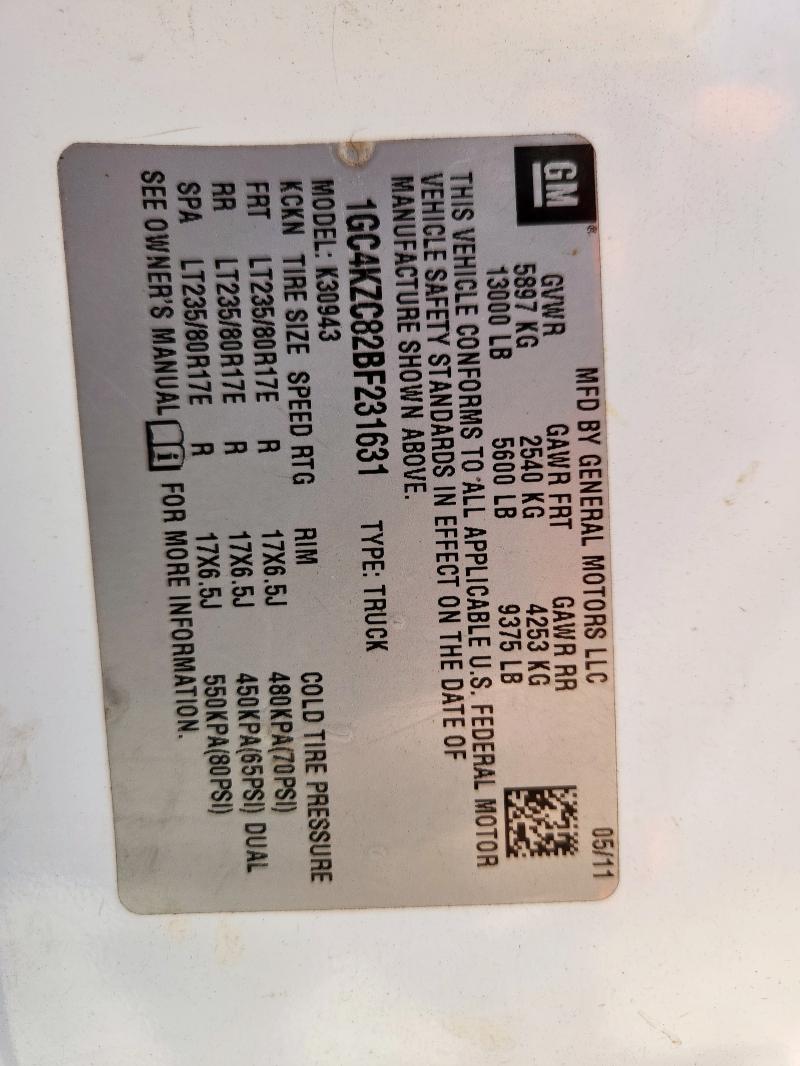 GM
®
MFD BY GENERAL MOTORS LLC 05/11
GVWR GAWR FRT GAWR RR
5897 KG 2540 KG 4253 KG
13000 LB 5600 LB 9375 LB
THIS VEHICLE CONFORMS TO ALL APPLICABLE U.S. FEDERAL MOTOR
VEHICLE SAFETY STANDARDS IN EFFECT ON THE DATE OF
MANUFACTURE SHOWN ABOVE.
1GC4KZC82BF231631 TYPE: TRUCK
MODEL: K30943
KCKN TIRE SIZE SPEED RTG RIM COLD TIRE PRESSURE
FRT LT235/80R17E R 17X6.5J 480KPA(70PSI)
RR LT235/80R17E R 17X6.5J 450KPA(65PSI) DUAL
SPA LT235/80R17E R 17X6.5J 550KPA(80PSI)
SEE OWNER'S MANUAL i FOR MORE INFORMATION.